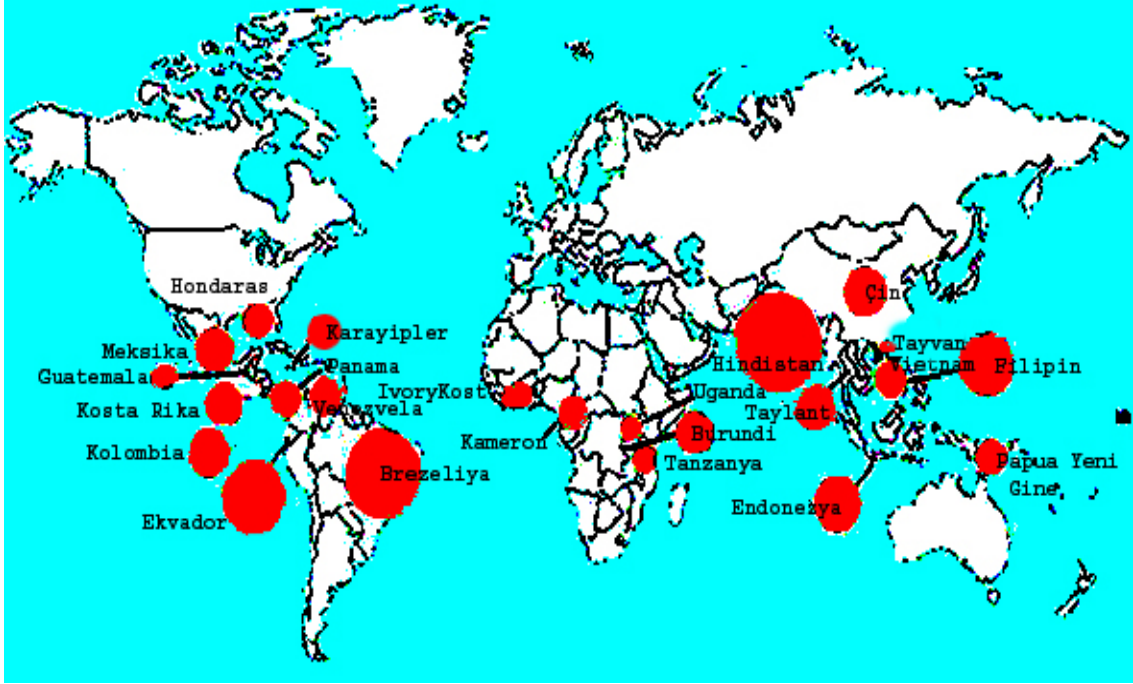 Hondaras
Çin
Karayipler
Tayvan
Meksika
Hindistan
Vietnam
Filipin
Guatemala
Panama
IvoryKost
Uganda
Kosta Rika
Venezvela
Taylant
Kameron
Burundi
Kolombia
Brezeliya
Tanzanya
Papua Yeni
Gine
Ekvador
Endonezya